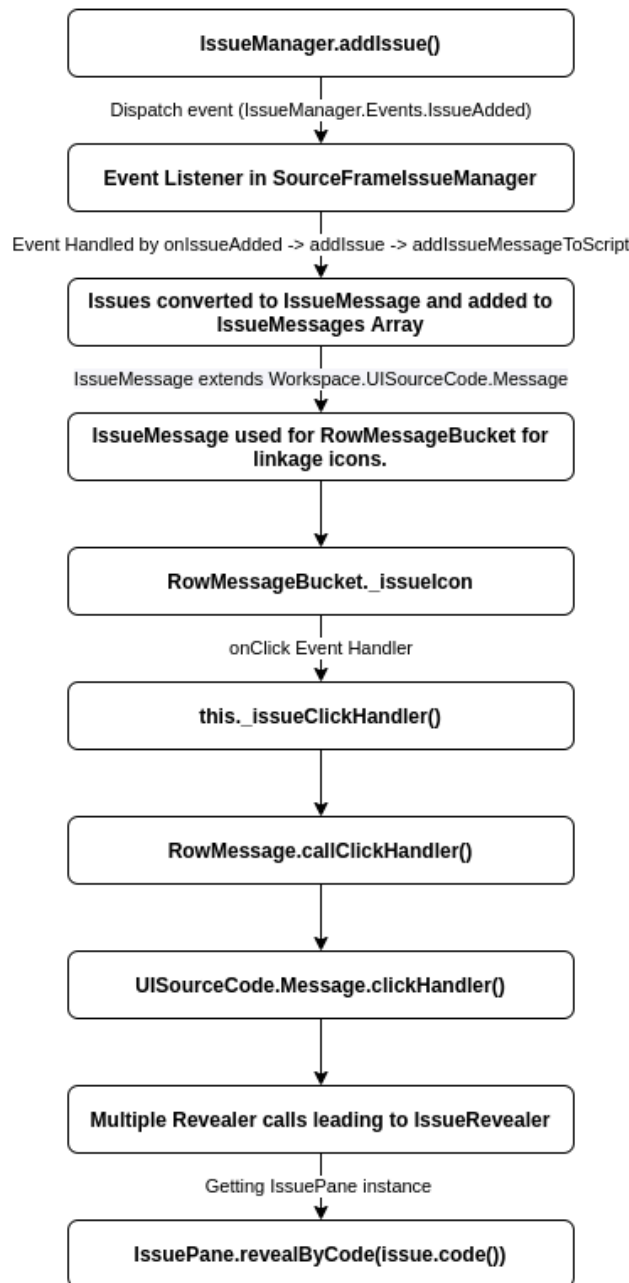 IssueManager.addIssue()
Dispatch event (IssueManager.Events.IssueAdded)
Event Listener in SourceFrameIssueManager
Event Handled by onIssueAdded -> addIssue -> addIssueMessageToScript
Issues converted to IssueMessage and added to
IssueMessages Array
IssueMessage extends Workspace.UISourceCode.Message
IssueMessage used for RowMessageBucket for
linkage icons.
RowMessageBucket._issueIcon
onClick Event Handler
this._issueClickHandler()
RowMessage.callClickHandler()
UISourceCode.Message.clickHandler()
Multiple Revealer calls leading to IssueRevealer
Getting IssuePane instance
IssuePane.revealByCode(issue.code())